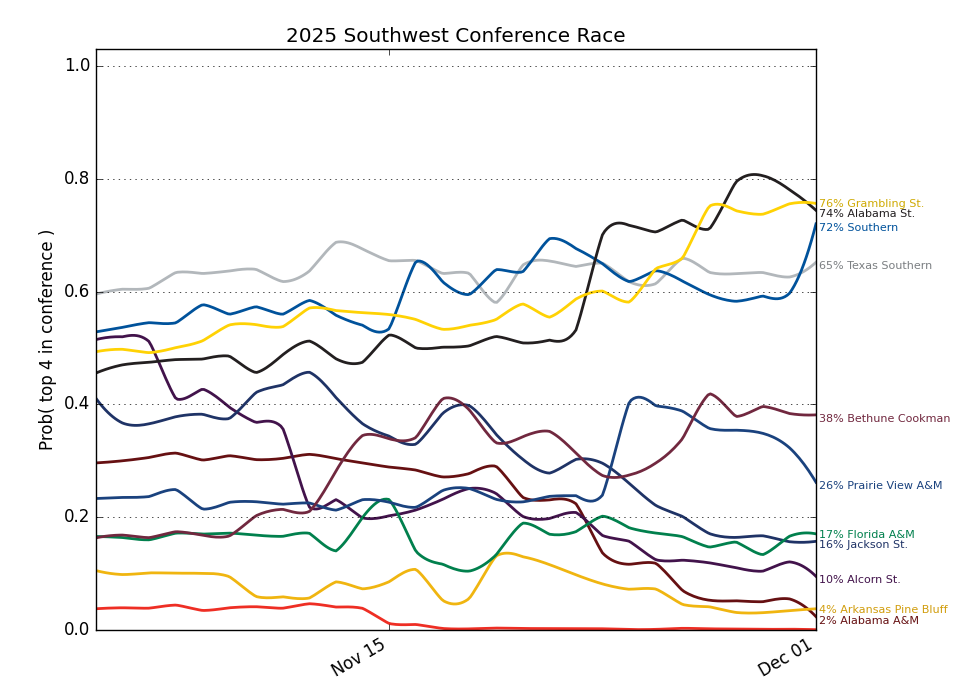 2025 Southwest Conference Race
Prob( top 4 in conference )
1.0
0.8
0.6
0.4
0.2
0.0
Nov 15
Dec 01
76% Grambling St.
74% Alabama St.
72% Southern
65% Texas Southern
38% Bethune Cookman
26% Prairie View A&M
17% Florida A&M
16% Jackson St.
10% Alcorn St.
4% Arkansas Pine Bluff
2% Alabama A&M